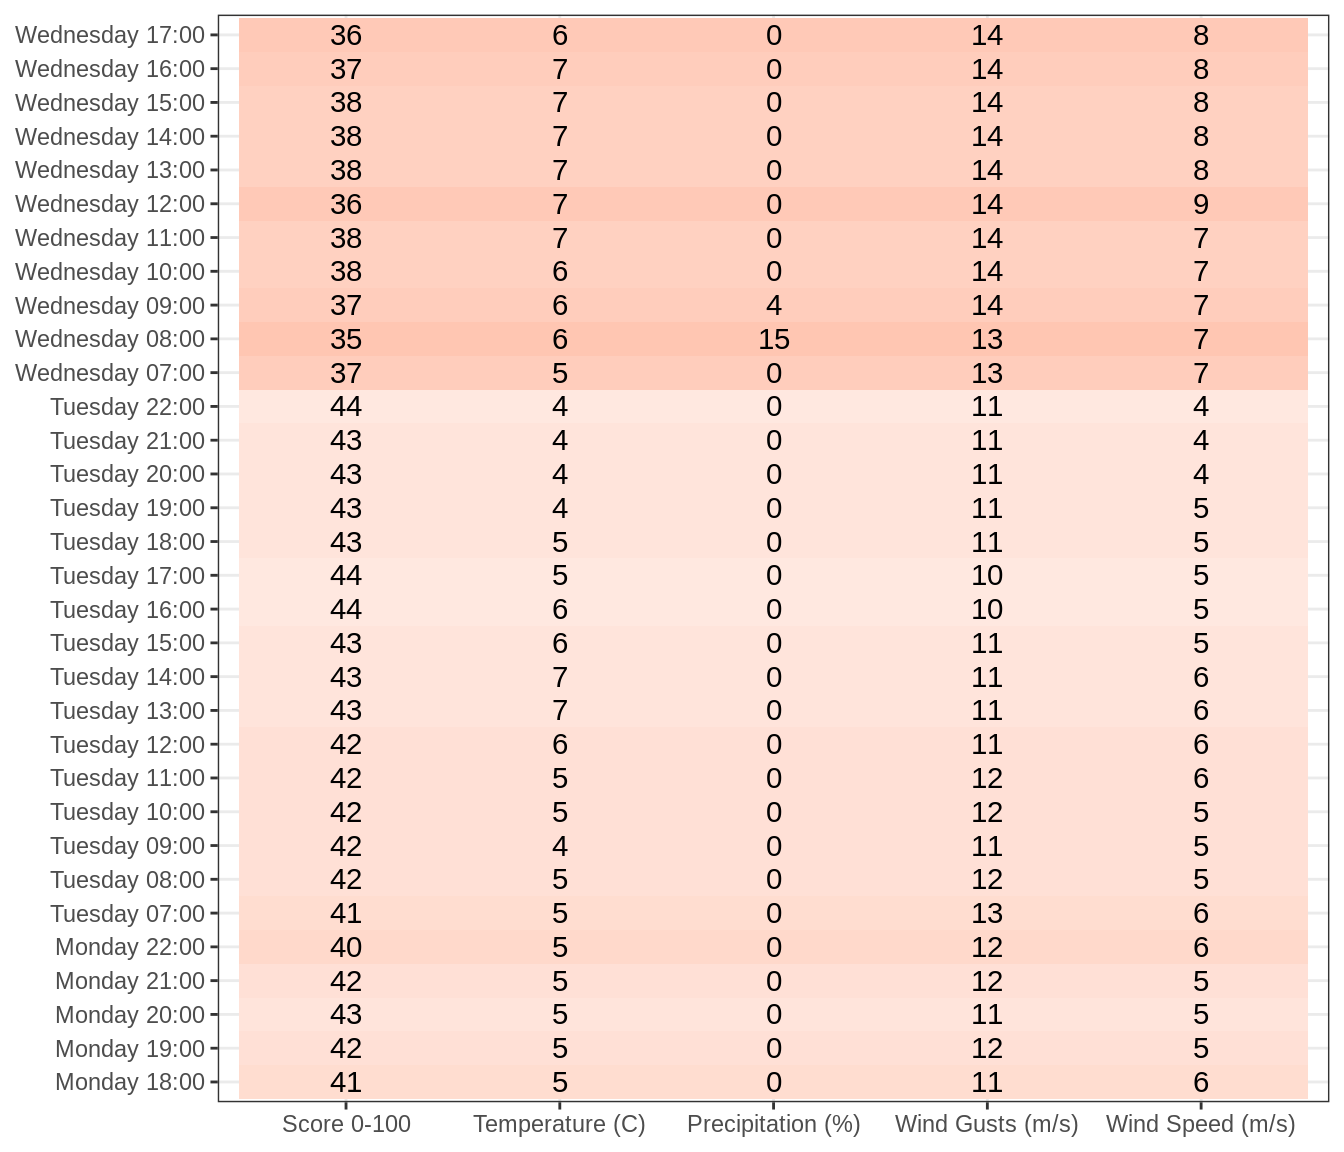 Wednesday 17:00 36 6 0 14 8
Wednesday 16:00 37 7 0 14 8
Wednesday 15:00 38 7 0 14 8
Wednesday 14:00 38 7 0 14 8
Wednesday 13:00 38 7 0 14 8
Wednesday 12:00 36 7 0 14 9
Wednesday 11:00 38 7 0 14 7
Wednesday 10:00 38 6 0 14 7
Wednesday 09:00 37 6 4 14 7
Wednesday 08:00 35 6 15 13 7
Wednesday 07:00 37 5 0 13 7
Tuesday 22:00 44 4 0 11 4
Tuesday 21:00 43 4 0 11 4
Tuesday 20:00 43 4 0 11 4
Tuesday 19:00 43 4 0 11 5
Tuesday 18:00 43 5 0 11 5
Tuesday 17:00 44 5 0 10 5
Tuesday 16:00 44 6 0 10 5
Tuesday 15:00 43 6 0 11 5
Tuesday 14:00 43 7 0 11 6
Tuesday 13:00 43 7 0 11 6
Tuesday 12:00 42 6 0 11 6
Tuesday 11:00 42 5 0 12 6
Tuesday 10:00 42 5 0 12 5
Tuesday 09:00 42 4 0 11 5
Tuesday 08:00 42 5 0 12 5
Tuesday 07:00 41 5 0 13 6
Monday 22:00 40 5 0 12 6
Monday 21:00 42 5 0 12 5
Monday 20:00 43 5 0 11 5
Monday 19:00 42 5 0 12 5
Monday 18:00 41 5 0 11 6
Score 0-100 Temperature (C) Precipitation (%) Wind Gusts (m/s) Wind Speed (m/s)